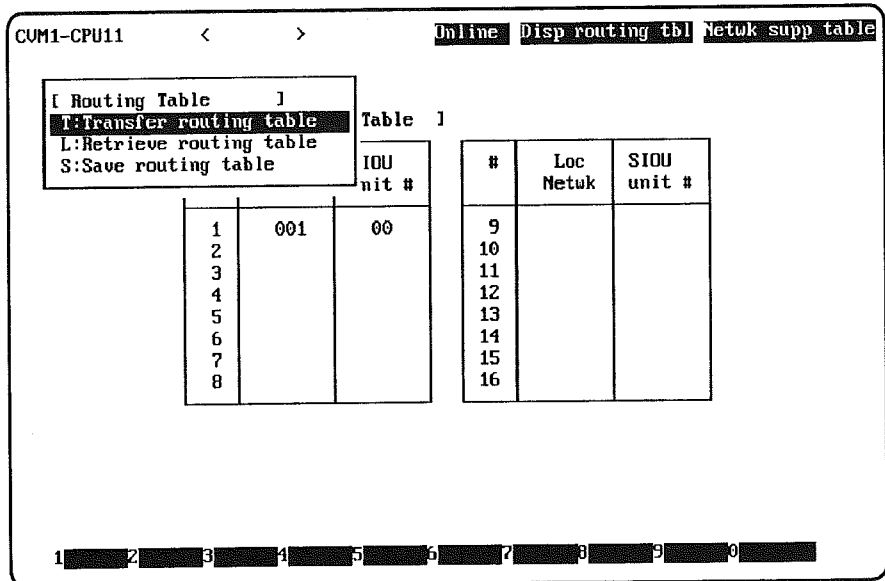 CVM1-CPU11 < > Online Disp routing tbl Netwk supp table
[ Routing Table ]
T:Transfer routing table
L:Retrieve routing table
S:Save routing table
Table ]
IOU
nit #
# Loc SIOU
Netwk unit #
1 001 00
2
3
4
5
6
7
8
9
10
11
12
13
14
15
16
1 2 3 4 5 6 7 8 9 0